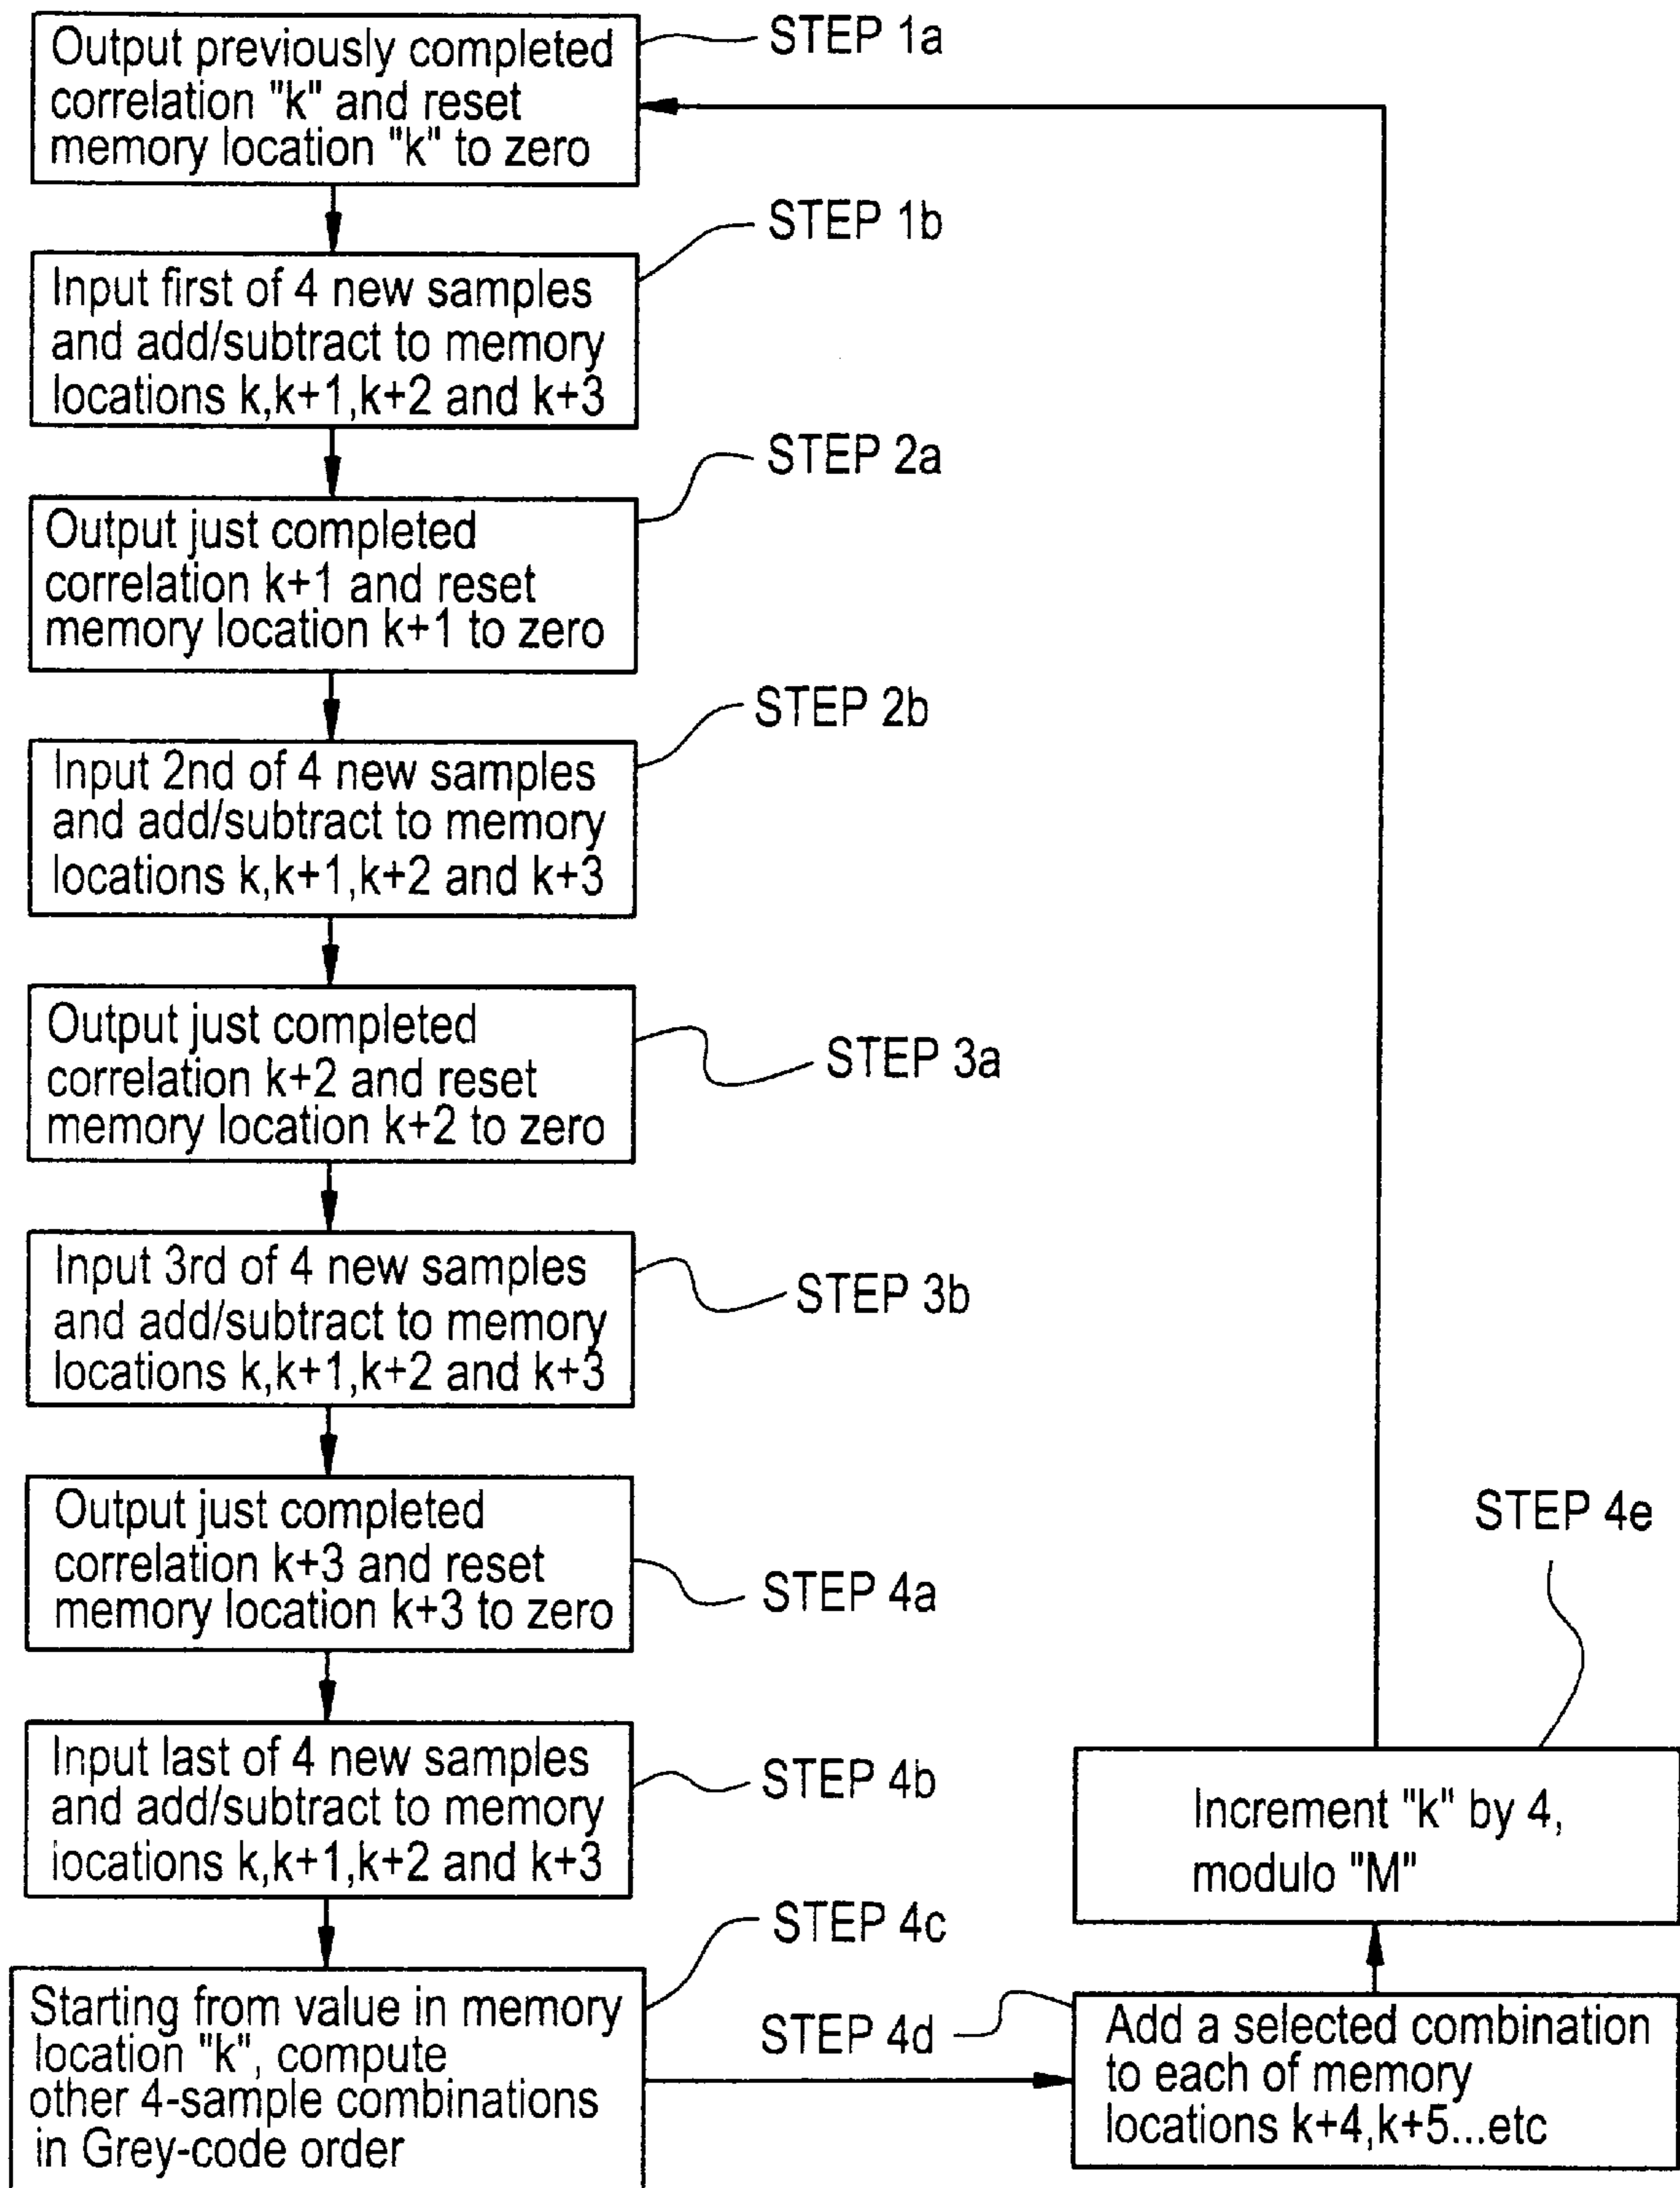 Output previously completed
correlation "k" and reset
memory location "k" to zero
STEP 1a
Input first of 4 new samples
and add/subtract to memory
locations k,k+1,k+2 and k+3
STEP 1b
Output just completed
correlation k+1 and reset
memory location k+1 to zero
STEP 2a
Input 2nd of 4 new samples
and add/subtract to memory
locations k,k+1,k+2 and k+3
STEP 2b
Output just completed
correlation k+2 and reset
memory location k+2 to zero
STEP 3a
Input 3rd of 4 new samples
and add/subtract to memory
locations k,k+1,k+2 and k+3
STEP 3b
Output just completed
correlation k+3 and reset
memory location k+3 to zero
STEP 4a
Input last of 4 new samples
and add/subtract to memory
locations k,k+1,k+2 and k+3
STEP 4b
Starting from value in memory
location "k", compute
other 4-sample combinations
in Grey-code order
STEP 4c
Add a selected combination
to each of memory
locations k+4,k+5...etc
STEP 4d
Increment "k" by 4,
modulo "M"
STEP 4e